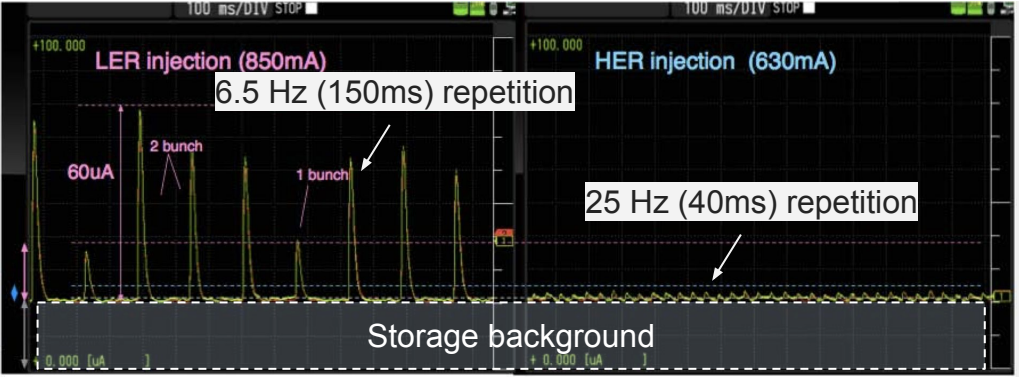 100 ms/DIV STOP
100 ms/DIV STOP
+100.000
LER injection (850mA)
6.5 Hz (150ms) repetition
2 bunch
60uA
1 bunch
+100.000
HER injection (630mA)
25 Hz (40ms) repetition
Storage background
+ 0.000 [uA ]
+ 0.000 [uA ]